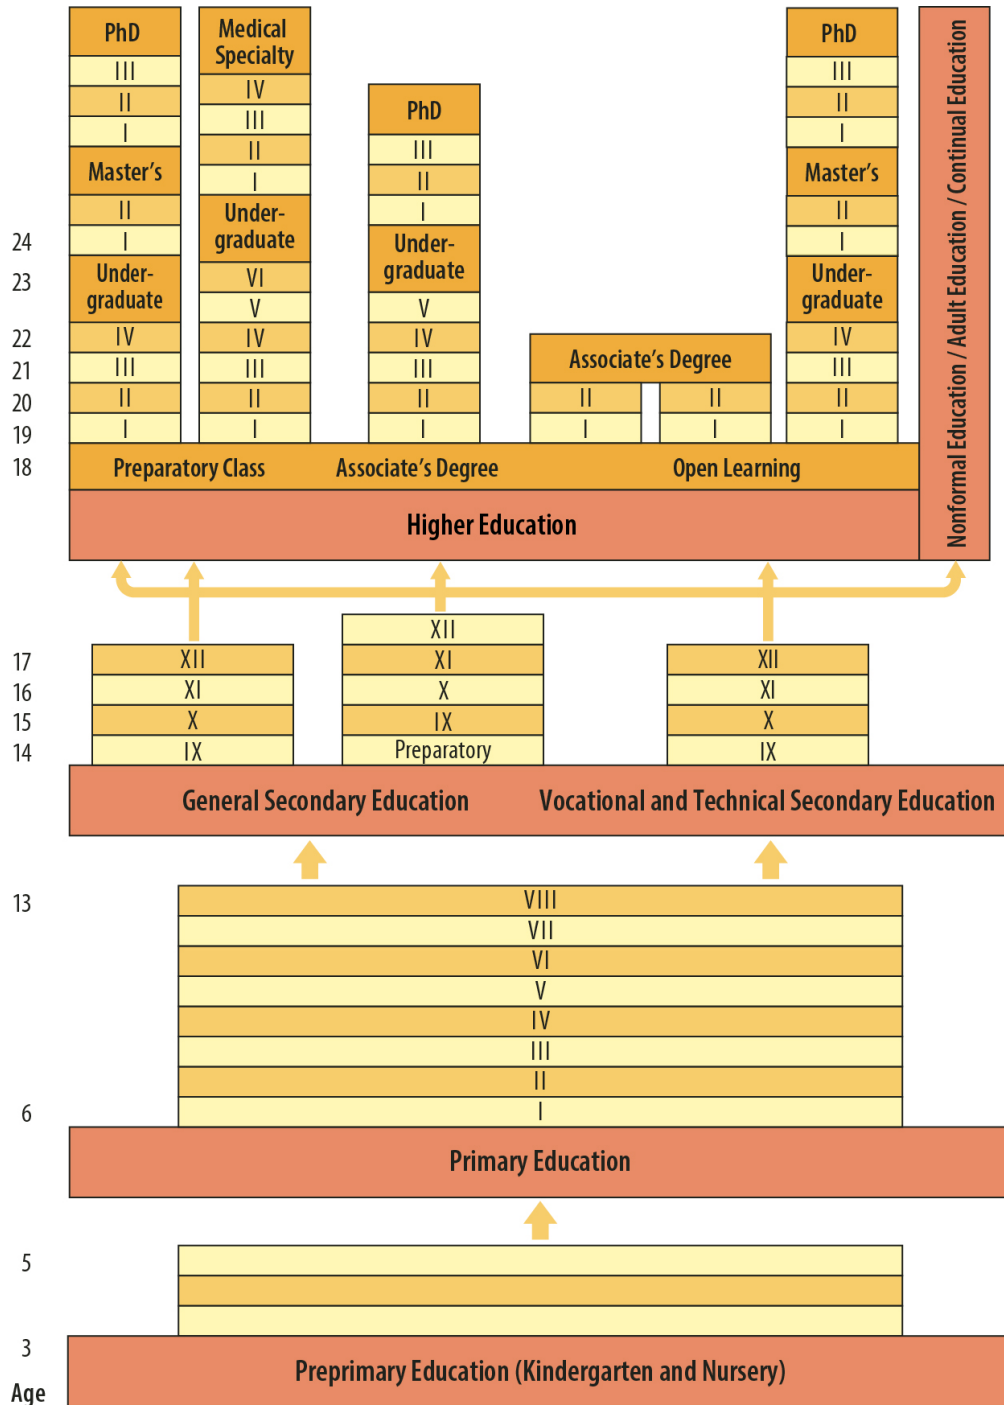 PhD
III
II
I
Master's
II
I
Under-
graduate
IV
III
II
I
Medical
Specialty
IV
III
II
I
Under-
graduate
VI
V
IV
III
II
I
PhD
III
II
I
Under-
graduate
V
IV
III
II
I
Associate's Degree
II
II
I
I
PhD
III
II
I
Master's
II
I
Under-
graduate
IV
III
II
I
Nonformal Education / Adult Education / Continual Education
24
23
22
21
20
19
18
Preparatory Class
Associate's Degree
Open Learning
Higher Education
XII
XI
X
IX
XII
XI
X
IX
Preparatory
XII
XI
X
IX
17
16
15
14
General Secondary Education
Vocational and Technical Secondary Education
13
VIII
VII
VI
V
IV
III
II
6
I
Primary Education
5
3
Preprimary Education (Kindergarten and Nursery)
Age